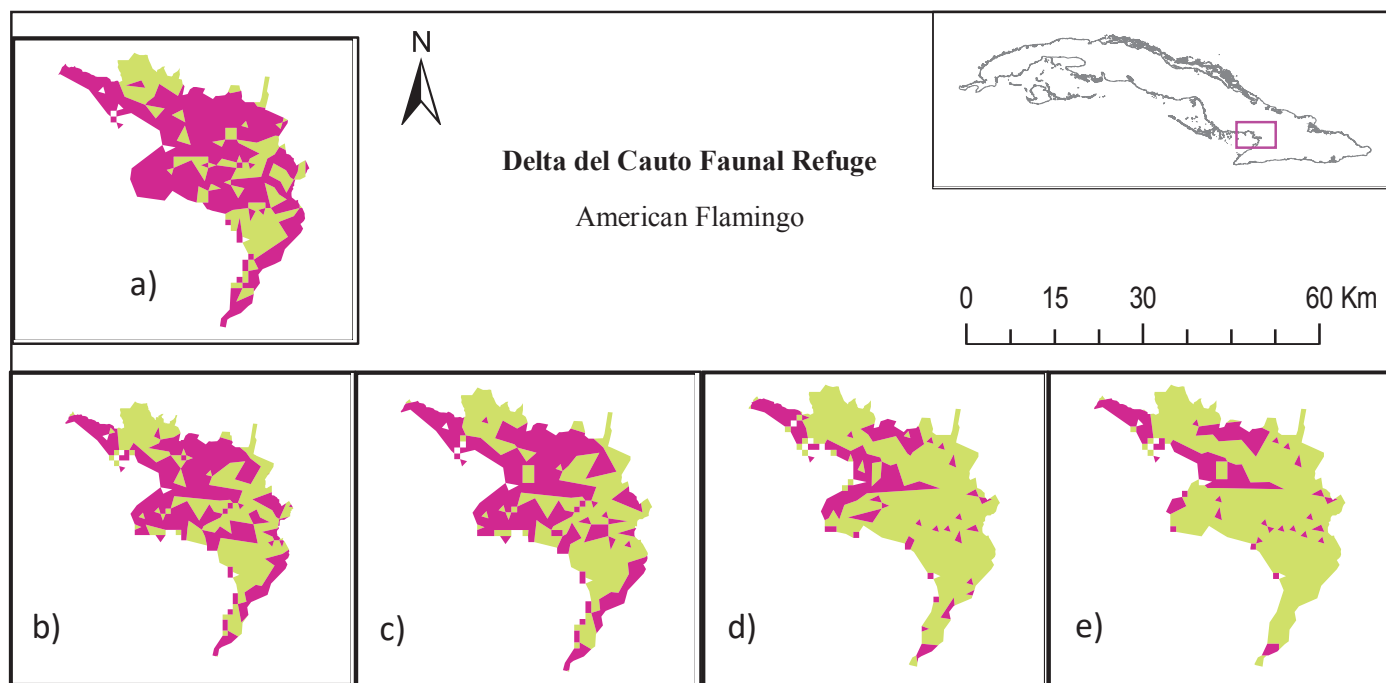 N
a)
Delta del Cauto Faunal Refuge
American Flamingo
0 15 30 60 Km
b)
c)
d)
e)